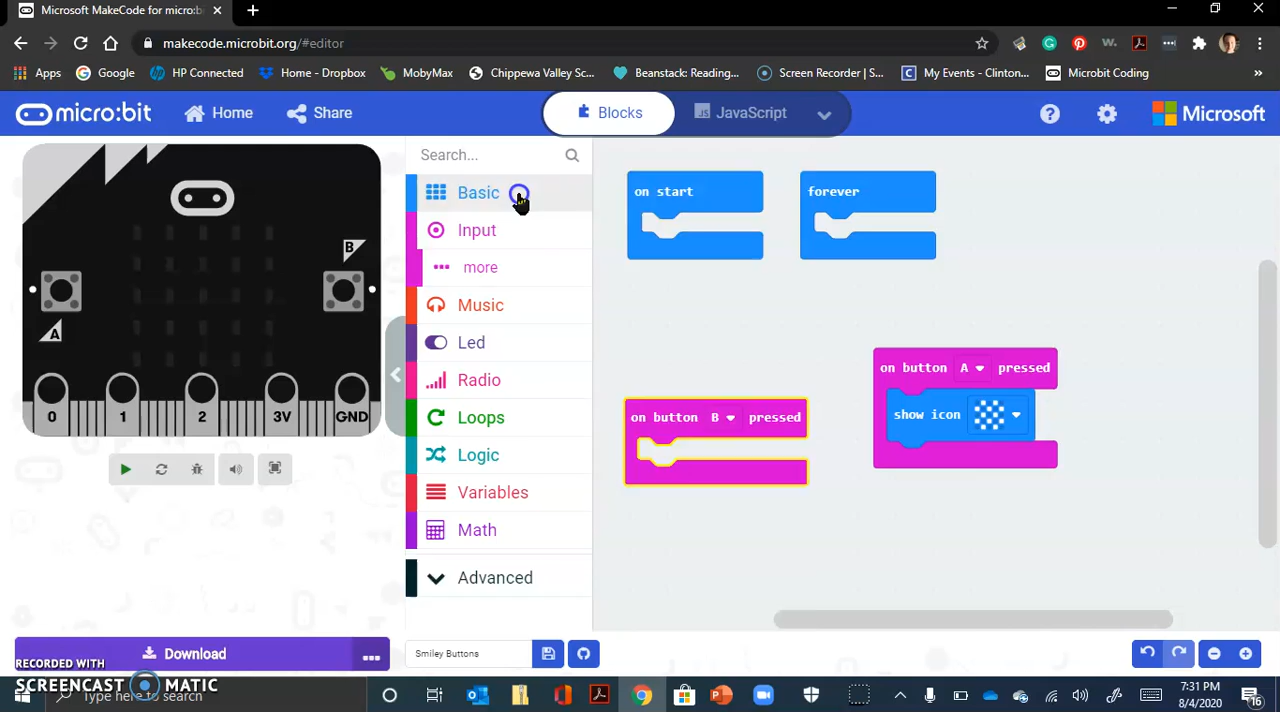 Microsoft MakeCode for micro:bi
makecode.microbit.org/#editor
W.
Apps
Google
HP Connected
Home - Dropbox
MobyMax
Chippewa Valley Sc...
Beanstack: Reading...
Screen Recorder | S...
My Events - Clinton...
Microbit Coding
»
micro:bit
Home
Share
Blocks
JS JavaScript
?
Microsoft
Search...
Basic
Input
more
Music
Led
Radio
Loops
Logic
Variables
Math
Advanced
A
B
0
1
2
3V
GND
on start
forever
on button B pressed
on button A pressed
show icon
Download
...
Smiley Buttons
RECORDED WITH
SCREENCAST MATIC
Type here to search
7:31 PM
8/4/2020
16